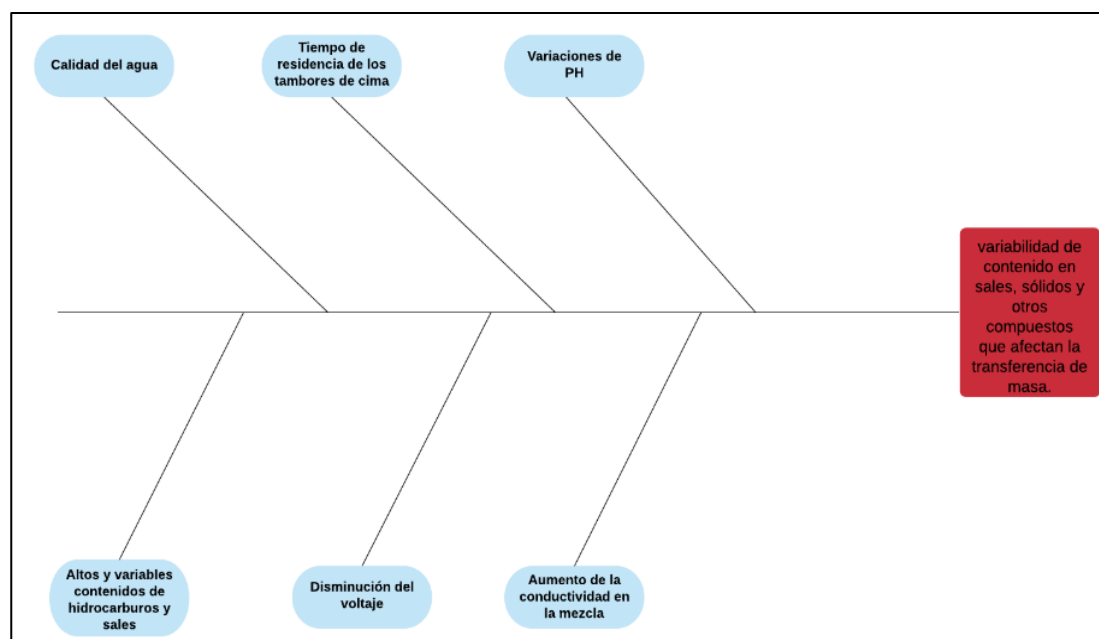 Calidad del agua
Tiempo de
residencia de los
tambores de cima
Variaciones de
PH
variabilidad de
contenido en
sales, sólidos y
otros
compuestos
que afectan la
transferencia de
masa.
Altos y variables
contenidos de
hidrocarburos y
sales
Disminución del
voltaje
Aumento de la
conductividad en
la mezcla